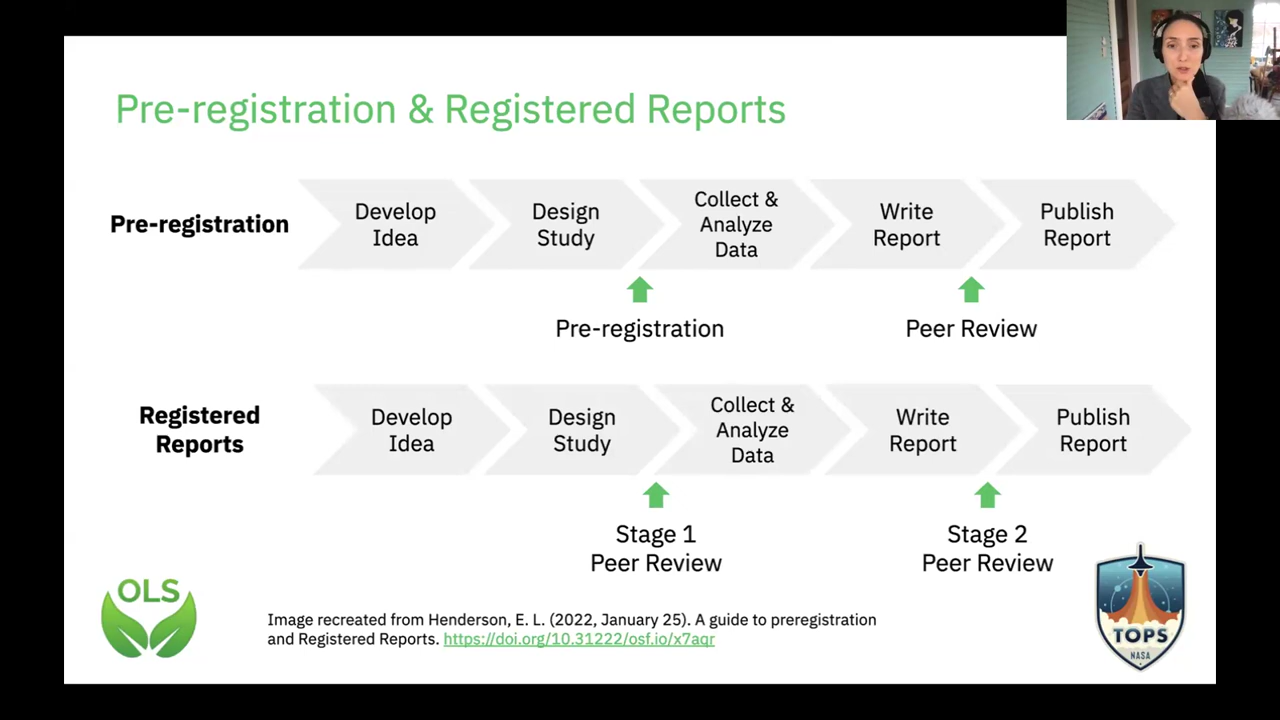 Pre-registration & Registered Reports
Pre-registration
Develop
Idea
Design
Study
Collect &
Analyze
Data
Write
Report
Publish
Report
Pre-registration
Peer Review
Registered
Reports
Develop
Idea
Design
Study
Collect &
Analyze
Data
Write
Report
Publish
Report
Stage 1
Peer Review
Stage 2
Peer Review
OLS
Image recreated from Henderson, E. L. (2022, January 25). A guide to preregistration
and Registered Reports. https://doi.org/10.31222/osf.io/x7aqr
TOPS
NASA